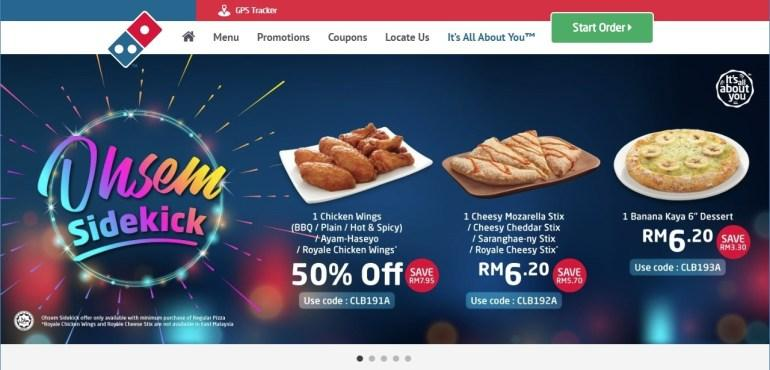 GPS Tracker
Menu
Promotions
Coupons
Locate Us
It's All About You™
Start Order
It's all
about
you
Ohsem
Sidekick
1 Chicken Wings
(BBQ / Plain / Hot & Spicy)
/ Ayam-Haseyo
/ Royale Chicken Wings*
50% Off
SAVE
RM7.95
Use code : CLB191A
1 Cheesy Mozarella Stix
/ Cheesy Cheddar Stix
/ Saranghae-ny Stix
/ Royale Cheesy Stix*
RM6.20
SAVE
RM5.70
Use code : CLB192A
1 Banana Kaya 6" Dessert
RM6.20
SAVE
RM3.30
Use code : CLB193A
Ohsem Sidekick offer only available with minimum purchase of Regular Pizza
*Royale Chicken Wings and Royale Cheese Stix are not available in East Malaysia